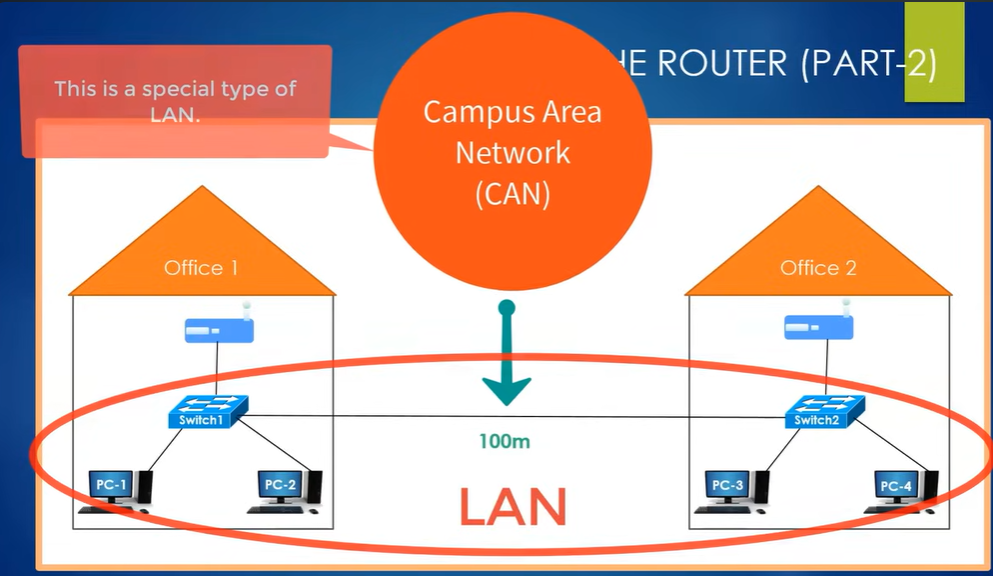 HE ROUTER (PART-2)
This is a special type of
LAN.
Campus Area
Network
(CAN)
Office 1
Office 2
Switch1
Switch2
100m
PC-1
PC-2
PC-3
PC-4
LAN